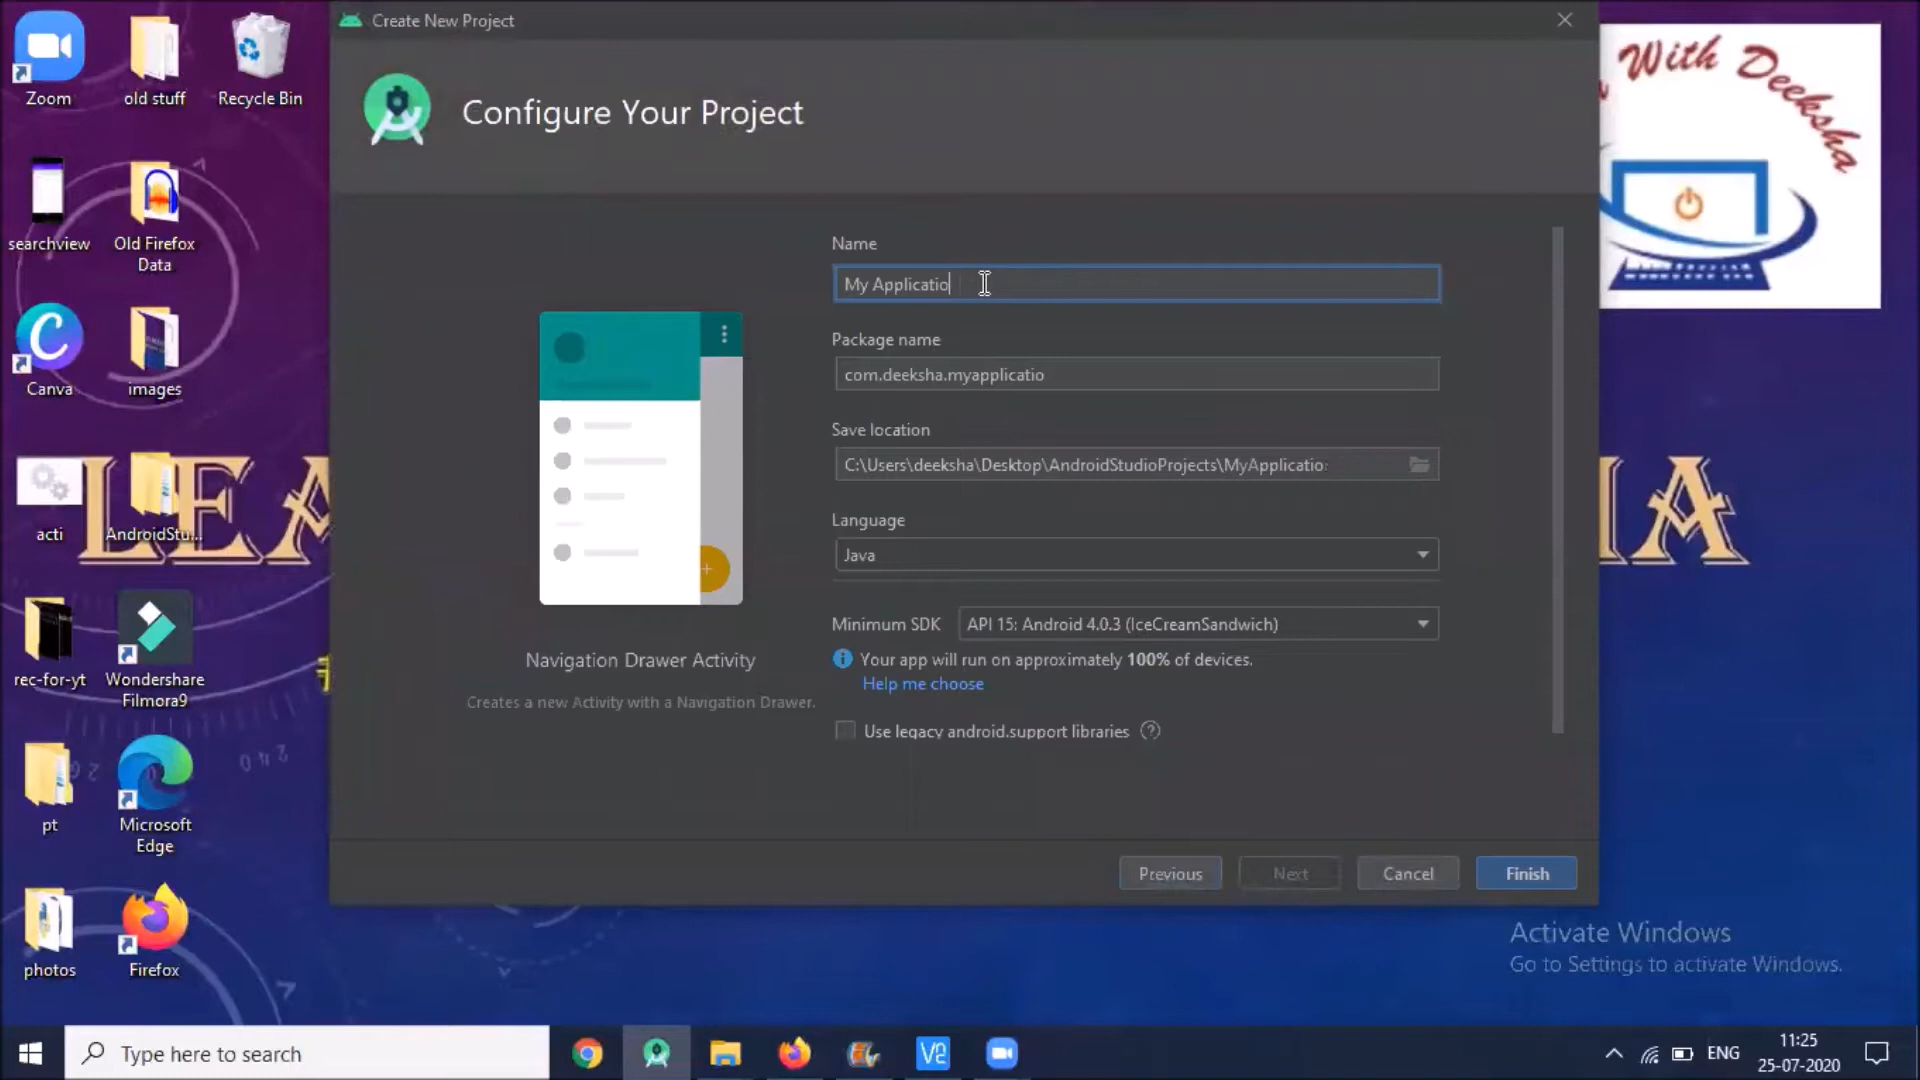 Create New Project
Configure Your Project
Name
My Applicatio
Package name
com.deeksha.myapplicatio
Save location
C:\Users\deeksha\Desktop\AndroidStudioProjects\MyApplicatio
Language
Java
Minimum SDK
API 15: Android 4.0.3 (IceCreamSandwich)
Your app will run on approximately 100% of devices.
Help me choose
Use legacy android.support libraries
Navigation Drawer Activity
Creates a new Activity with a Navigation Drawer.
Previous
Next
Cancel
Finish
Zoom
old stuff
Recycle Bin
searchview
Old Firefox
Data
Canva
images
acti
AndroidStu...
rec-for-yt
Wondershare
Filmora9
pt
Microsoft
Edge
photos
Firefox
With Deeksha
LEA
IA
Activate Windows
Go to Settings to activate Windows.
Type here to search
V2
ENG
11:25
25-07-2020